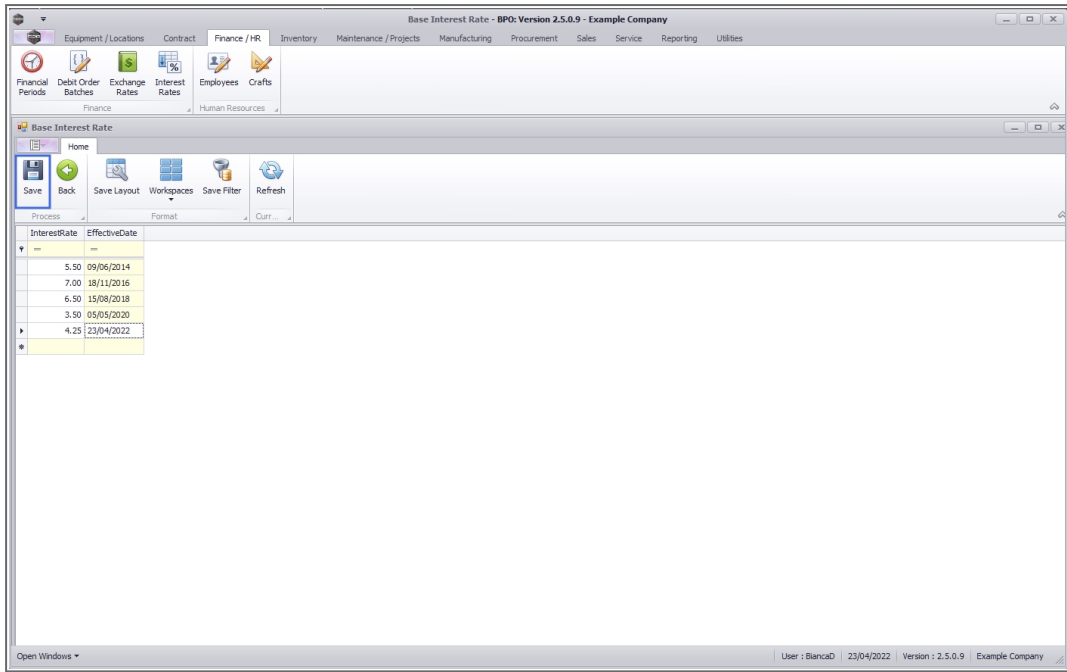 Base Interest Rate - BPO: Version 2.5.0.9 - Example Company
Equipment / Locations Contract Finance / HR Inventory Maintenance / Projects Manufacturing Procurement Sales Service Reporting Utilities
Financial Periods Debit Order Batches Exchange Rates Interest Rates Employees Crafts
Finance Human Resources
Base Interest Rate
Home
Save Back Save Layout Workspaces Save Filter Refresh
Process Format Curr...
InterestRate EffectiveDate
= =
5.50 09/06/2014
7.00 18/11/2016
6.50 15/08/2018
3.50 05/05/2020
4.25 23/04/2022
Open Windows User : BiancaD 23/04/2022 Version : 2.5.0.9 Example Company